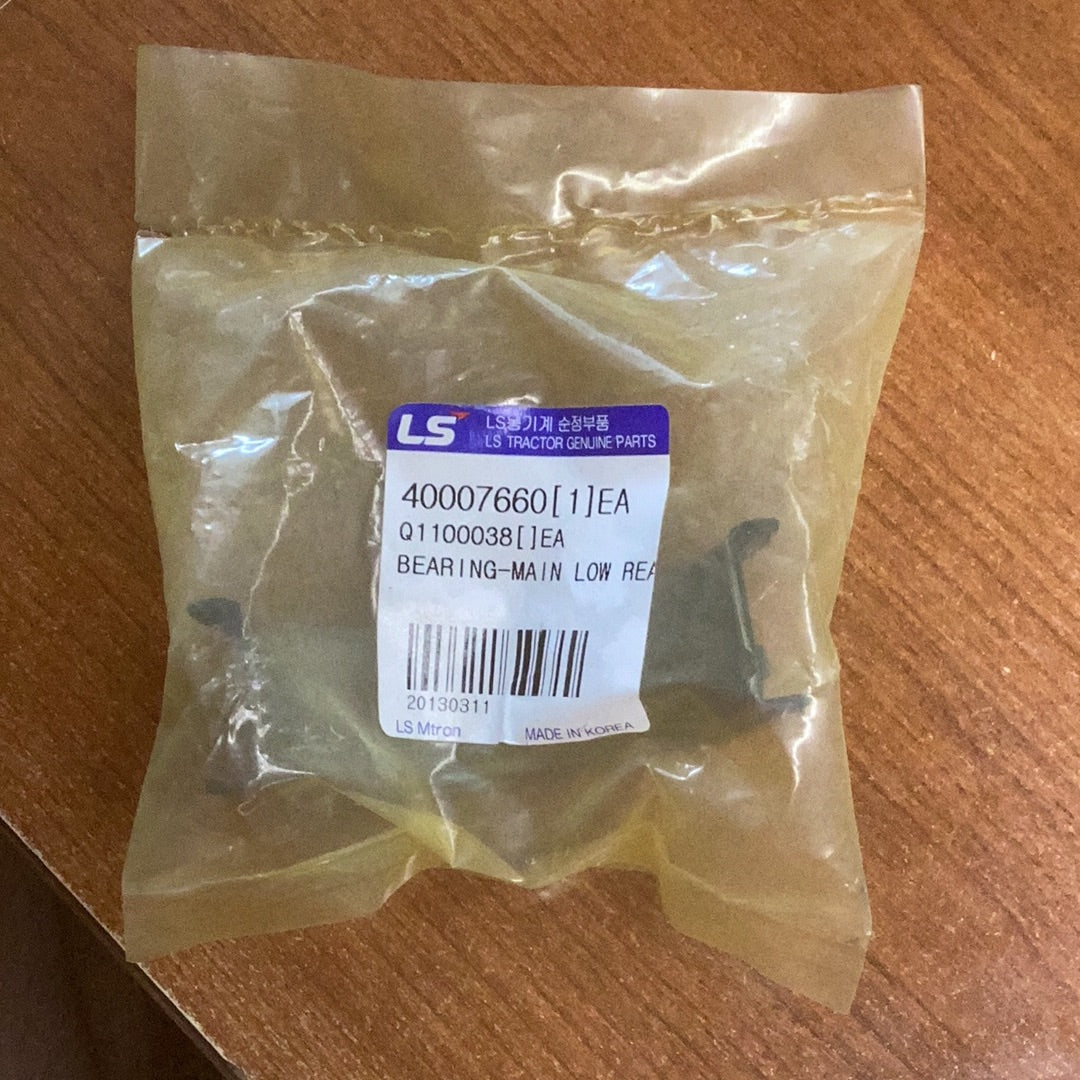 LS
LS농기계 순정부품
LS TRACTOR GENUINE PARTS
40007660[1]EA
Q1100038[]EA
BEARING-MAIN LOW REA
20130311
LS Mtron
MADE IN KOREA